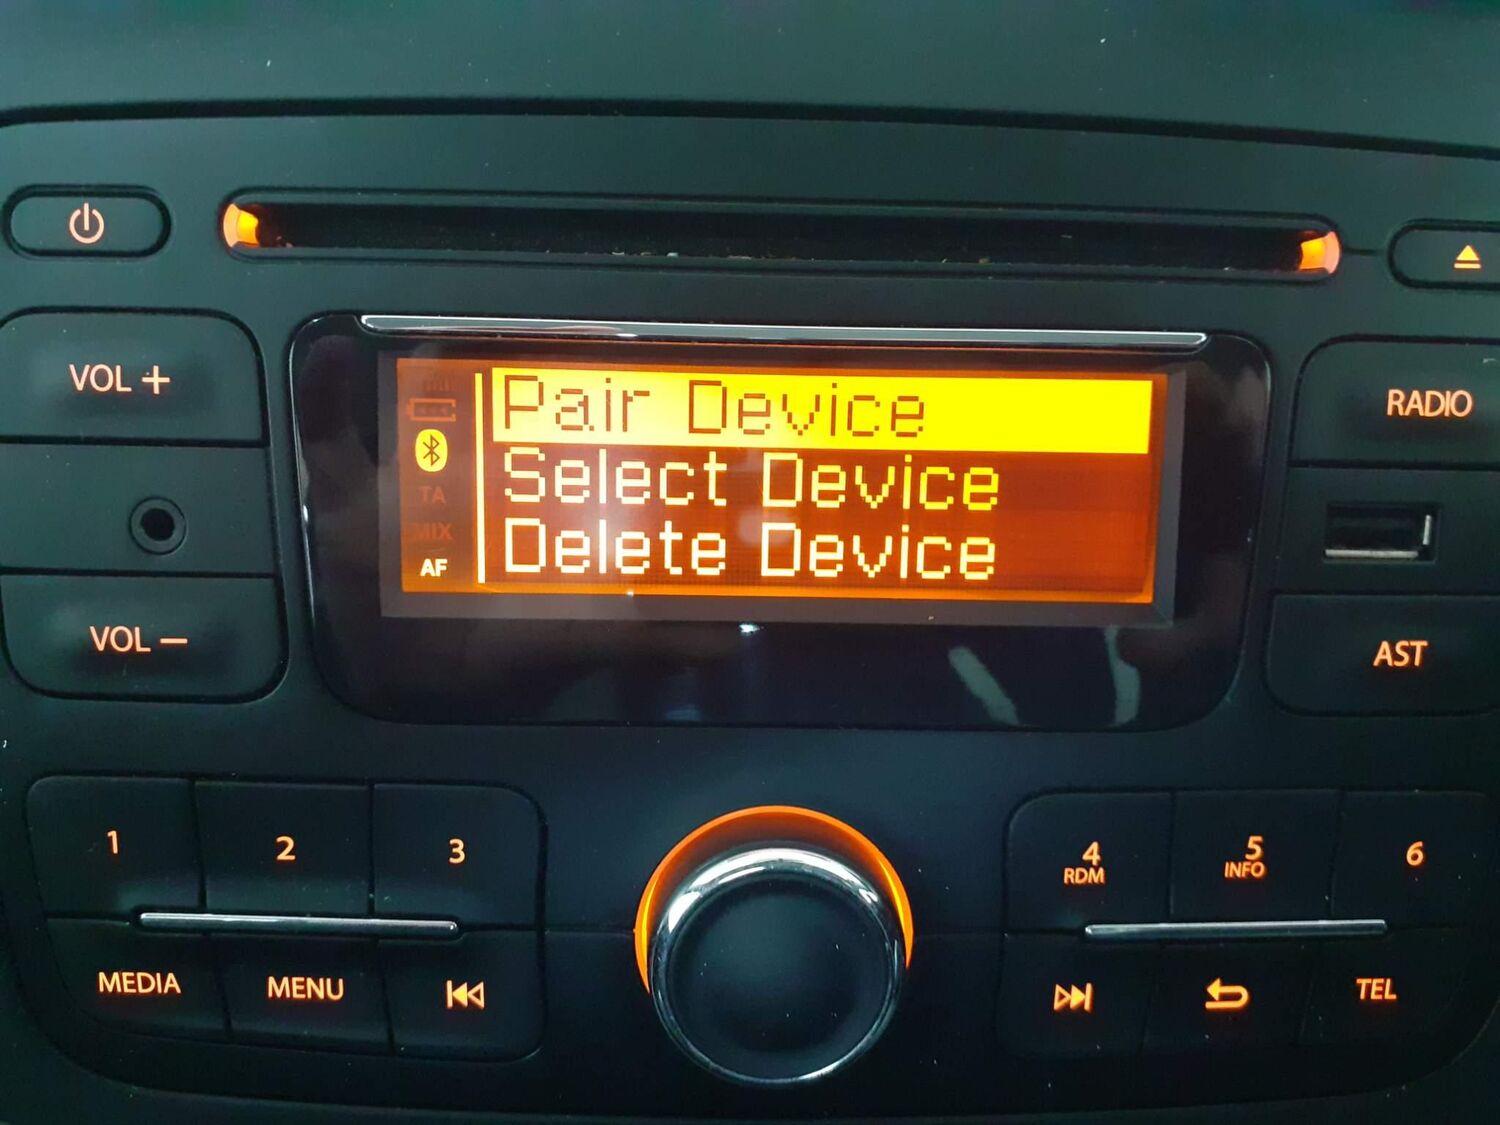 VOL +
RADIO
Pair Device
Select Device
Delete Device
TA
MIX
AF
VOL −
AST
1
2
3
4
RDM
5
INFO
6
MEDIA
MENU
TEL